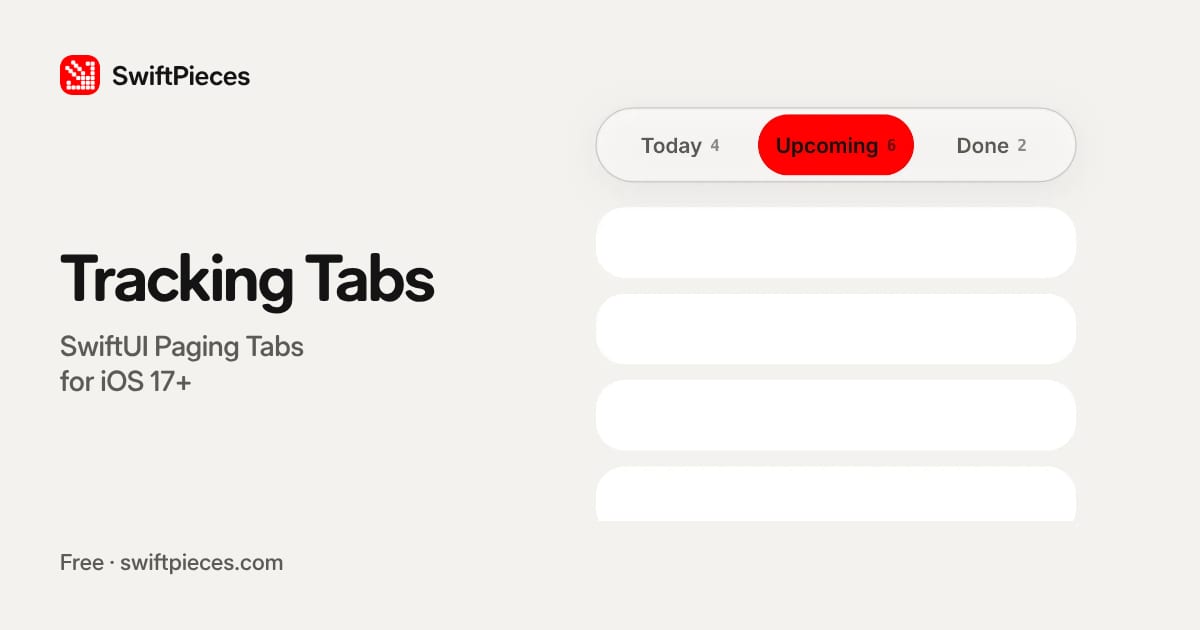 SwiftPieces
Today 4 Upcoming 6 Done 2
Tracking Tabs
SwiftUI Paging Tabs
for iOS 17+
Free · swiftpieces.com